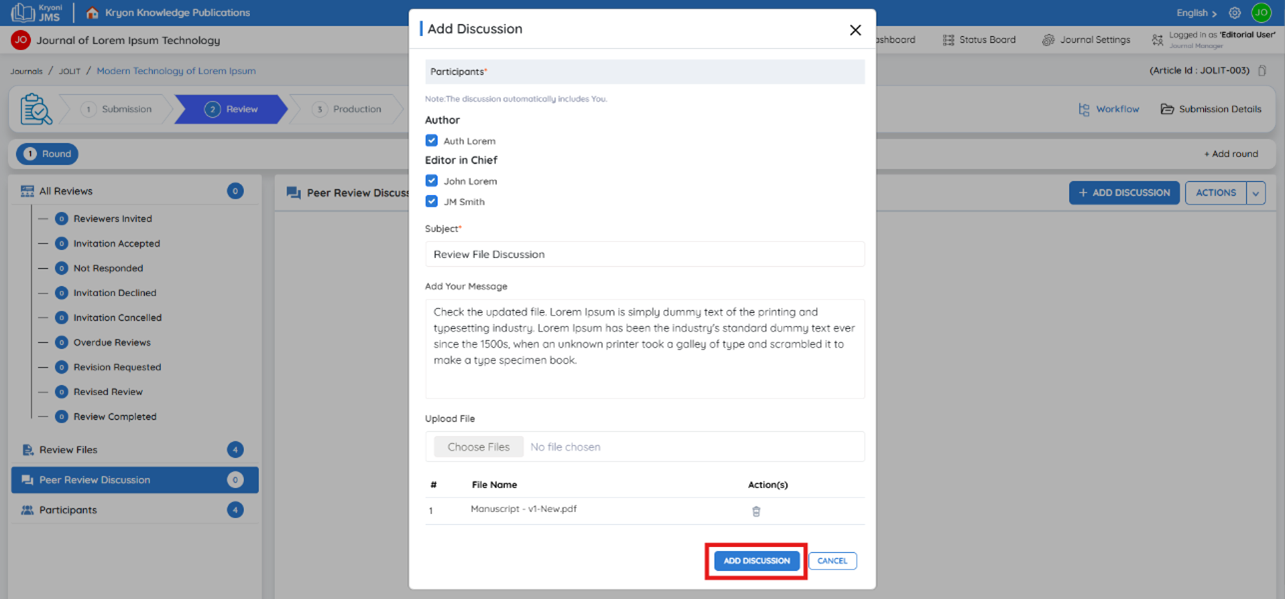 Kryoni JMS
Kryon Knowledge Publications
English
JO
JO
Journal of Lorem Ipsum Technology
Status Board
Journal Settings
Logged In as 'Editorial User'
Journal Manager
Journals / JOLIT / Modern Technology of Lorem Ipsum
(Article Id : JOLIT-003)
1 Submission
2 Review
3 Production
Workflow
Submission Details
1 Round
+ Add round
All Reviews 0
0 Reviewers Invited
0 Invitation Accepted
0 Not Responded
0 Invitation Declined
0 Invitation Cancelled
0 Overdue Reviews
0 Revision Requested
0 Revised Review
0 Review Completed
Review Files 4
Peer Review Discussion 0
Participants 4
Peer Review Discuss
+ ADD DISCUSSION
ACTIONS
Add Discussion
Participants*
Note:The discussion automatically includes You.
Author
Auth Lorem
Editor in Chief
John Lorem
JM Smith
Subject*
Review File Discussion
Add Your Message
Check the updated file. Lorem Ipsum is simply dummy text of the printing and
typesetting industry. Lorem Ipsum has been the industry's standard dummy text ever
since the 1500s, when an unknown printer took a galley of type and scrambled it to
make a type specimen book.
Upload File
Choose Files No file chosen
# File Name Action(s)
1 Manuscript - v1-New.pdf
ADD DISCUSSION
CANCEL